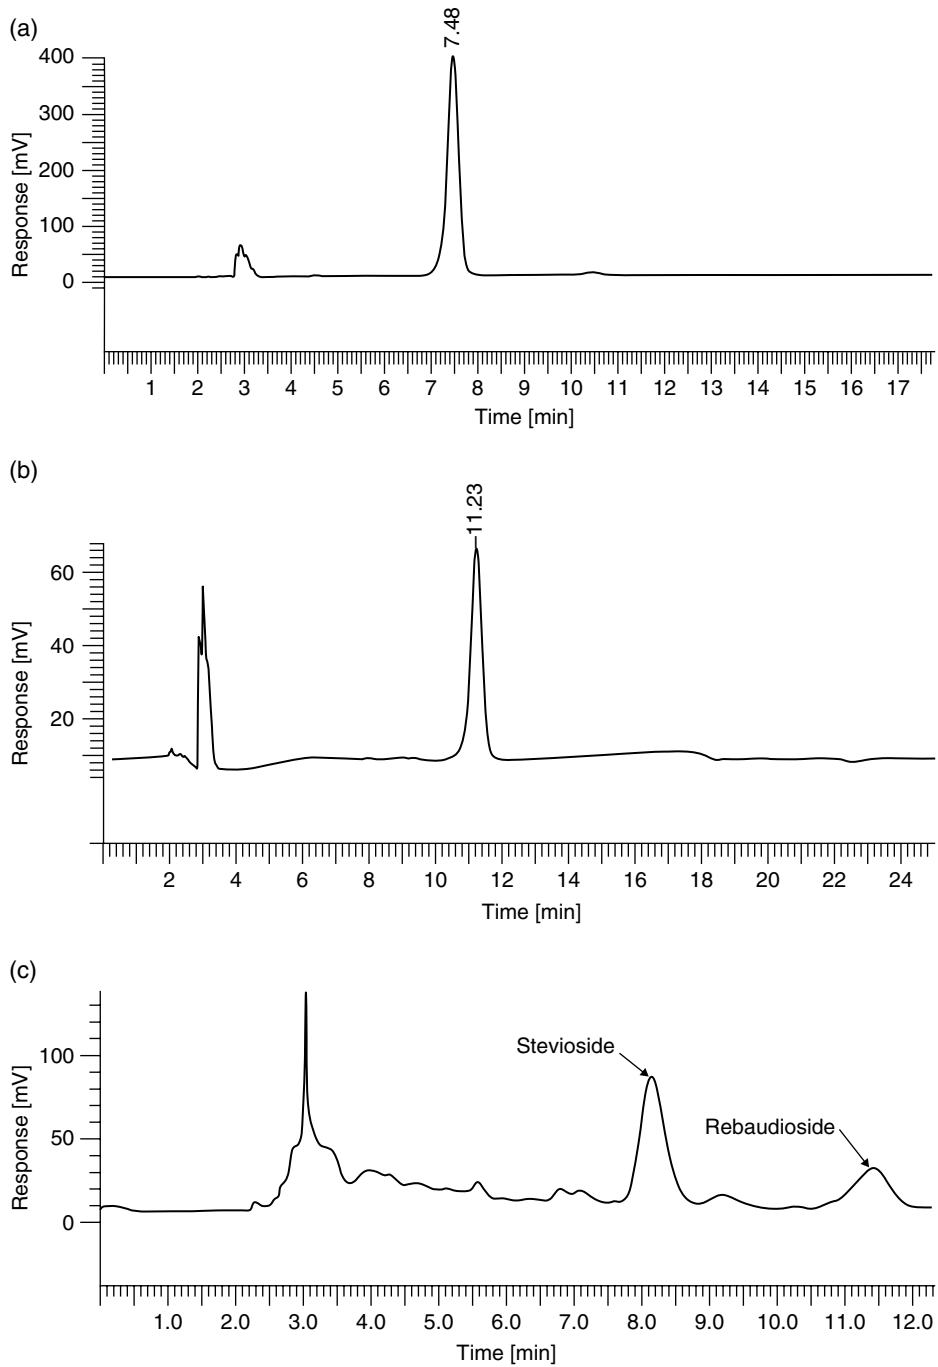 (a)
7.48
400
300
200
100
0
Response [mV]
1 2 3 4 5 6 7 8 9 10 11 12 13 14 15 16 17
Time [min]
(b)
11.23
60
40
20
Response [mV]
2 4 6 8 10 12 14 16 18 20 22 24
Time [min]
(c)
100
50
0
Response [mV]
Stevioside
Rebaudioside
1.0 2.0 3.0 4.0 5.0 6.0 7.0 8.0 9.0 10.0 11.0 12.0
Time [min]